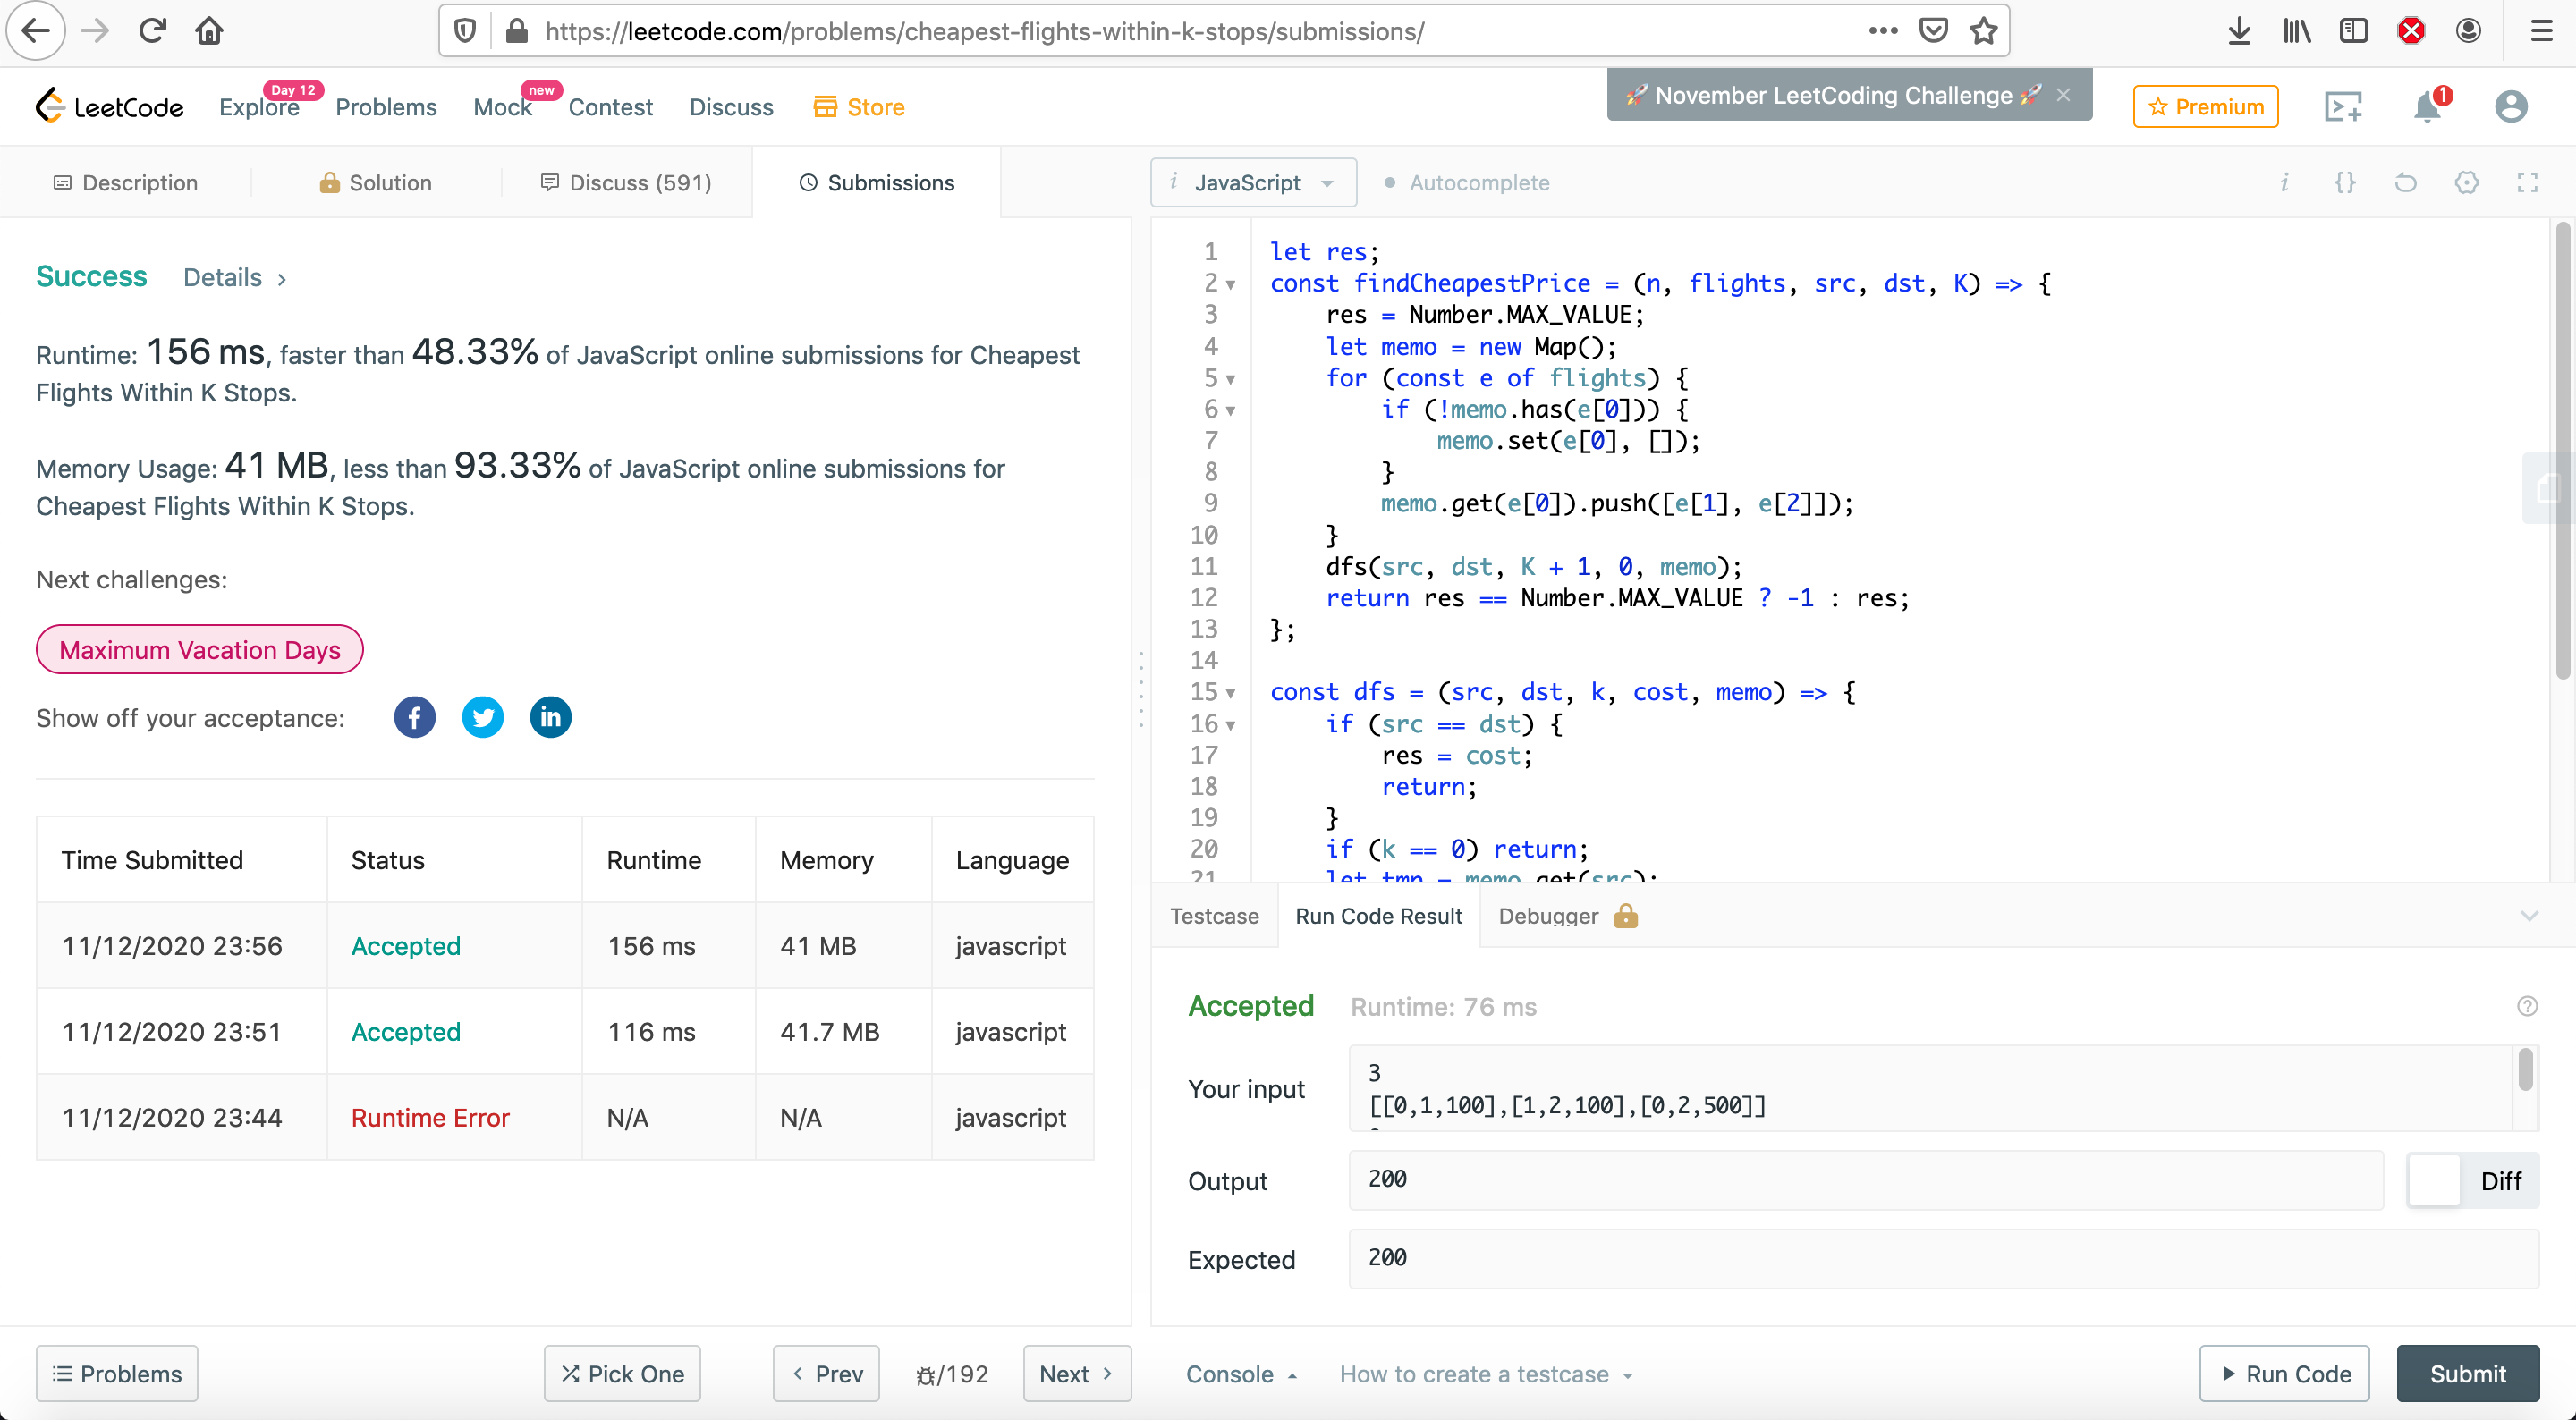 https://leetcode.com/problems/cheapest-flights-within-k-stops/submissions/
LeetCode
Explore
Day 12
Problems
Mock
new
Contest
Discuss
Store
🚀 November LeetCoding Challenge 🚀 ×
Premium
1
Description
Solution
Discuss (591)
Submissions
i JavaScript
Autocomplete
i {}
Success Details >
Runtime: 156 ms, faster than 48.33% of JavaScript online submissions for Cheapest
Flights Within K Stops.
Memory Usage: 41 MB, less than 93.33% of JavaScript online submissions for
Cheapest Flights Within K Stops.
Next challenges:
Maximum Vacation Days
Show off your acceptance:
f
in
Time Submitted Status Runtime Memory Language
11/12/2020 23:56 Accepted 156 ms 41 MB javascript
11/12/2020 23:51 Accepted 116 ms 41.7 MB javascript
11/12/2020 23:44 Runtime Error N/A N/A javascript
1 let res;
2 const findCheapestPrice = (n, flights, src, dst, K) => {
3 res = Number.MAX_VALUE;
4 let memo = new Map();
5 for (const e of flights) {
6 if (!memo.has(e[0])) {
7 memo.set(e[0], []);
8 }
9 memo.get(e[0]).push([e[1], e[2]]);
10 }
11 dfs(src, dst, K + 1, 0, memo);
12 return res == Number.MAX_VALUE ? -1 : res;
13 };
14
15 const dfs = (src, dst, k, cost, memo) => {
16 if (src == dst) {
17 res = cost;
18 return;
19 }
20 if (k == 0) return;
21 let tmp = memo.get(src);
Testcase
Run Code Result
Debugger
Accepted Runtime: 76 ms
Your input
3
[[0,1,100],[1,2,100],[0,2,500]]
Output
200
Diff
Expected
200
Problems
Pick One
< Prev
/192
Next >
Console
How to create a testcase
Run Code
Submit